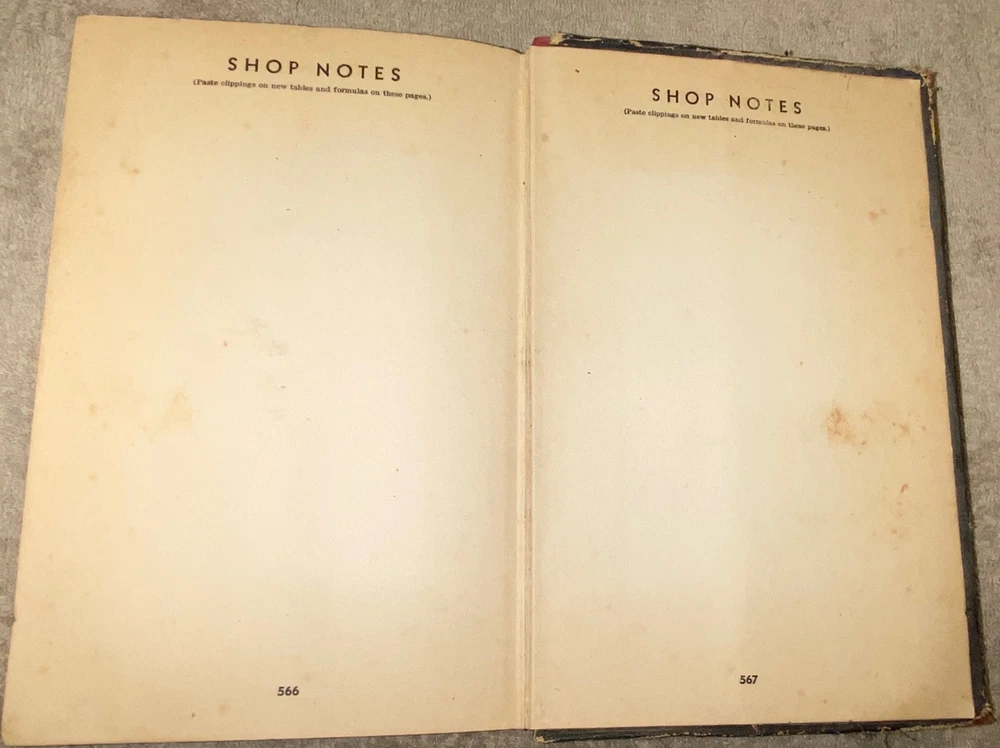 SHOP NOTES
(Paste clippings on new tables and formulas on these pages.)
566
SHOP NOTES
(Paste clippings on new tables and formulas on these pages.)
567